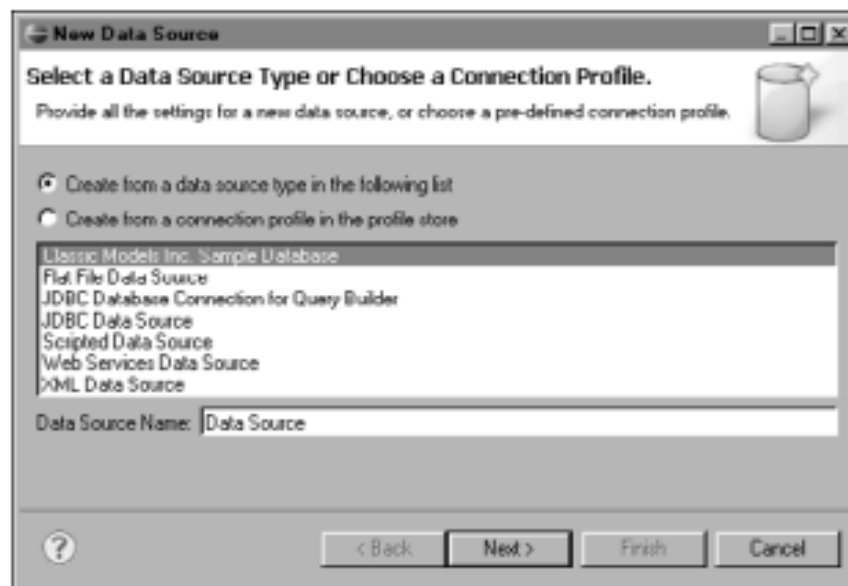 New Data Source
Select a Data Source Type or Choose a Connection Profile.
Provide all the settings for a new data source, or choose a pre-defined connection profile.
Create from a data source type in the following list
Create from a connection profile in the profile store
Classic Models Inc. Sample Database
Flat File Data Source
JDBC Database Connection for Query Builder
JDBC Data Source
Scripted Data Source
Web Services Data Source
XML Data Source
Data Source Name: Data Source
? < Back Next > Finish Cancel